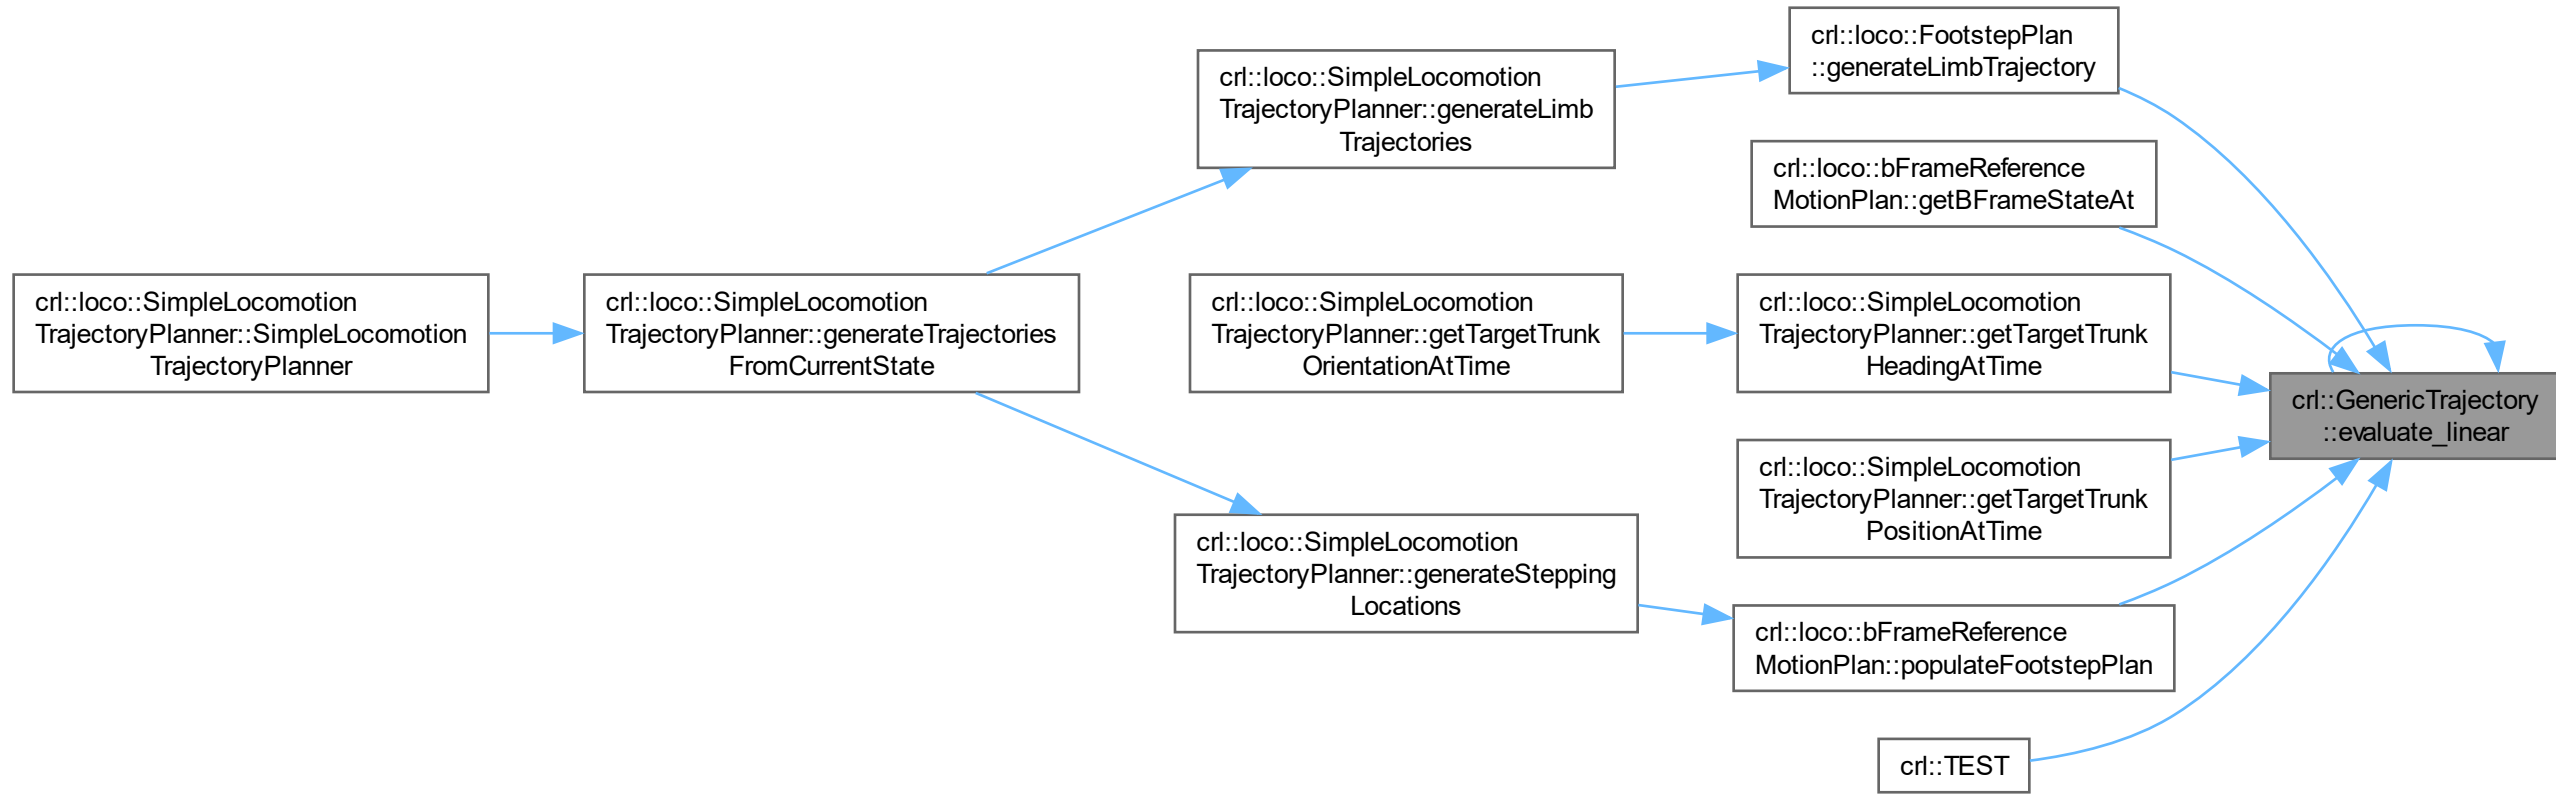 crl::loco::SimpleLocomotion
TrajectoryPlanner::SimpleLocomotion
TrajectoryPlanner
crl::loco::SimpleLocomotion
TrajectoryPlanner::generateTrajectories
FromCurrentState
crl::loco::SimpleLocomotion
TrajectoryPlanner::generateLimb
Trajectories
crl::loco::SimpleLocomotion
TrajectoryPlanner::getTargetTrunk
OrientationAtTime
crl::loco::SimpleLocomotion
TrajectoryPlanner::generateStepping
Locations
crl::loco::FootstepPlan
::generateLimbTrajectory
crl::loco::bFrameReference
MotionPlan::getBFrameStateAt
crl::loco::SimpleLocomotion
TrajectoryPlanner::getTargetTrunk
HeadingAtTime
crl::loco::SimpleLocomotion
TrajectoryPlanner::getTargetTrunk
PositionAtTime
crl::loco::bFrameReference
MotionPlan::populateFootstepPlan
crl::TEST
crl::GenericTrajectory
::evaluate_linear